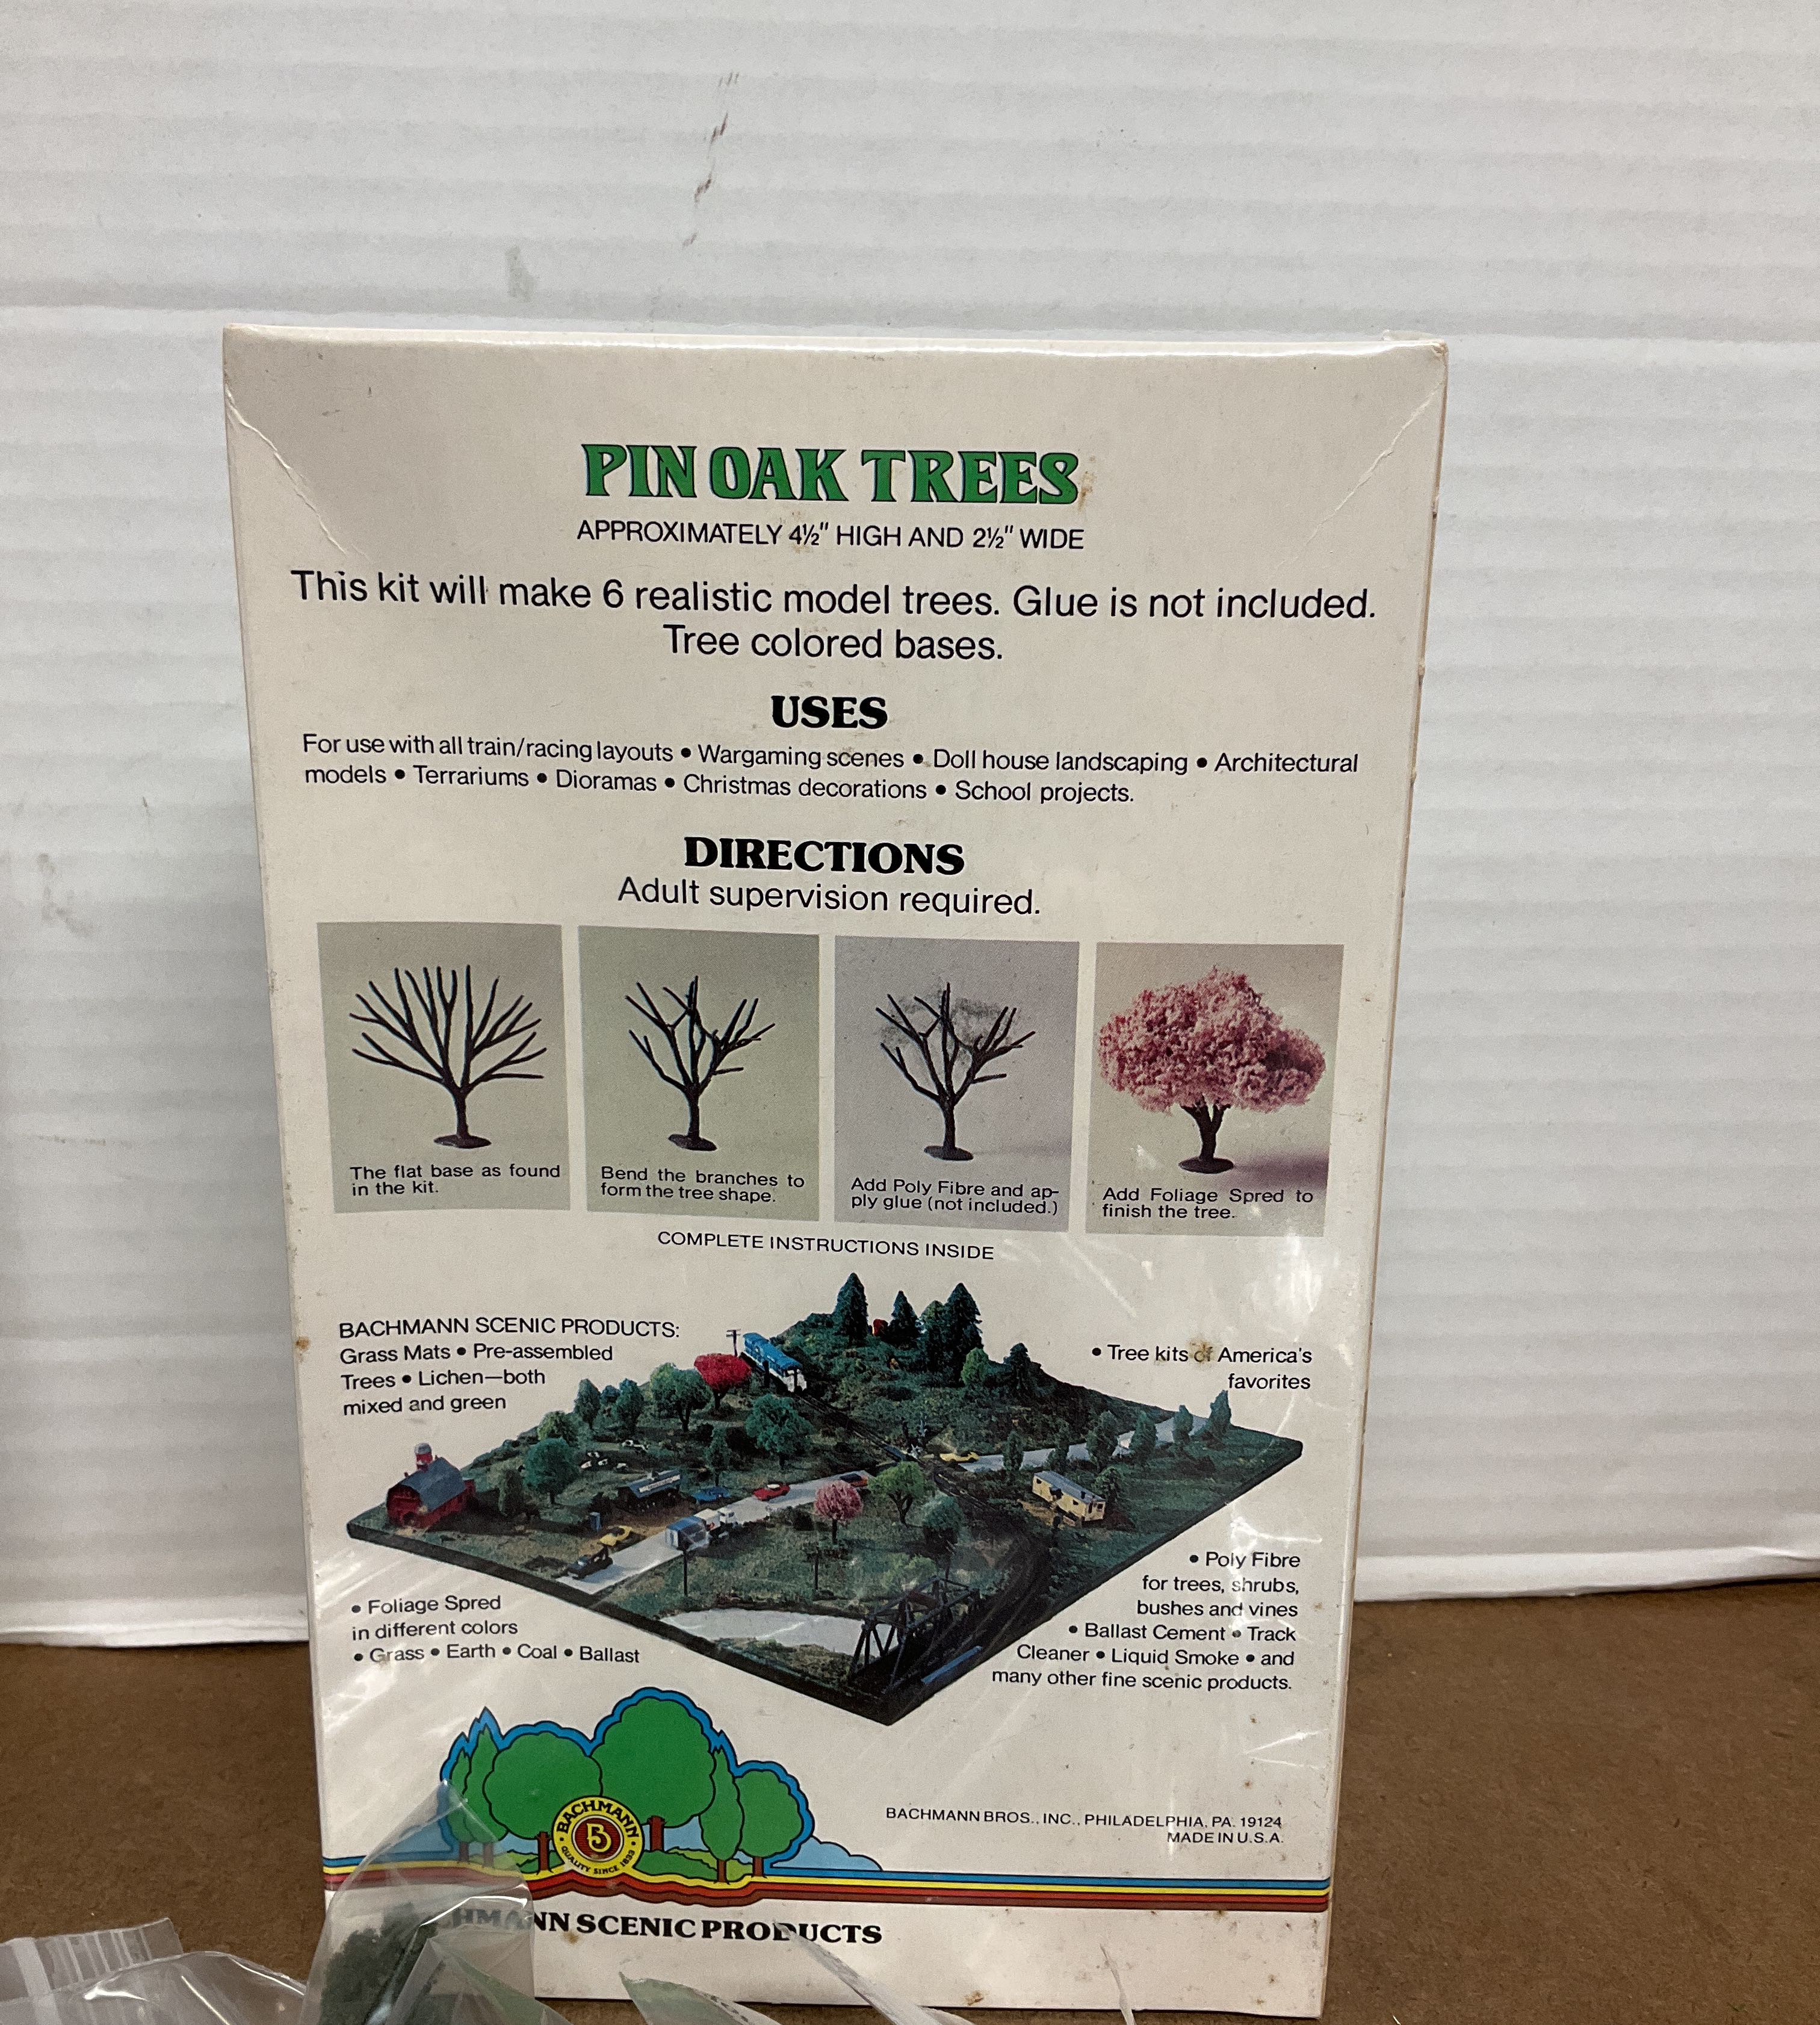 PIN OAK TREES
APPROXIMATELY 4½" HIGH AND 2½" WIDE
This kit will make 6 realistic model trees. Glue is not included.
Tree colored bases.
USES
For use with all train/racing layouts • Wargaming scenes • Doll house landscaping • Architectural
models • Terrariums • Dioramas • Christmas decorations • School projects.
DIRECTIONS
Adult supervision required.
The flat base as found
in the kit.
Bend the branches to
form the tree shape.
Add Poly Fibre and ap-
ply glue (not included.)
Add Foliage Spred to
finish the tree.
COMPLETE INSTRUCTIONS INSIDE
BACHMANN SCENIC PRODUCTS:
Grass Mats • Pre-assembled
Trees • Lichen—both
mixed and green
• Tree kits of America's
favorites
• Foliage Spred
in different colors
• Grass • Earth • Coal • Ballast
• Poly Fibre
for trees, shrubs,
bushes and vines
• Ballast Cement • Track
Cleaner • Liquid Smoke • and
many other fine scenic products.
BACHMANN
B
QUALITY SINCE 1833
BACHMANN BROS., INC., PHILADELPHIA, PA. 19124
MADE IN U.S.A.
HMANN SCENIC PRODUCTS